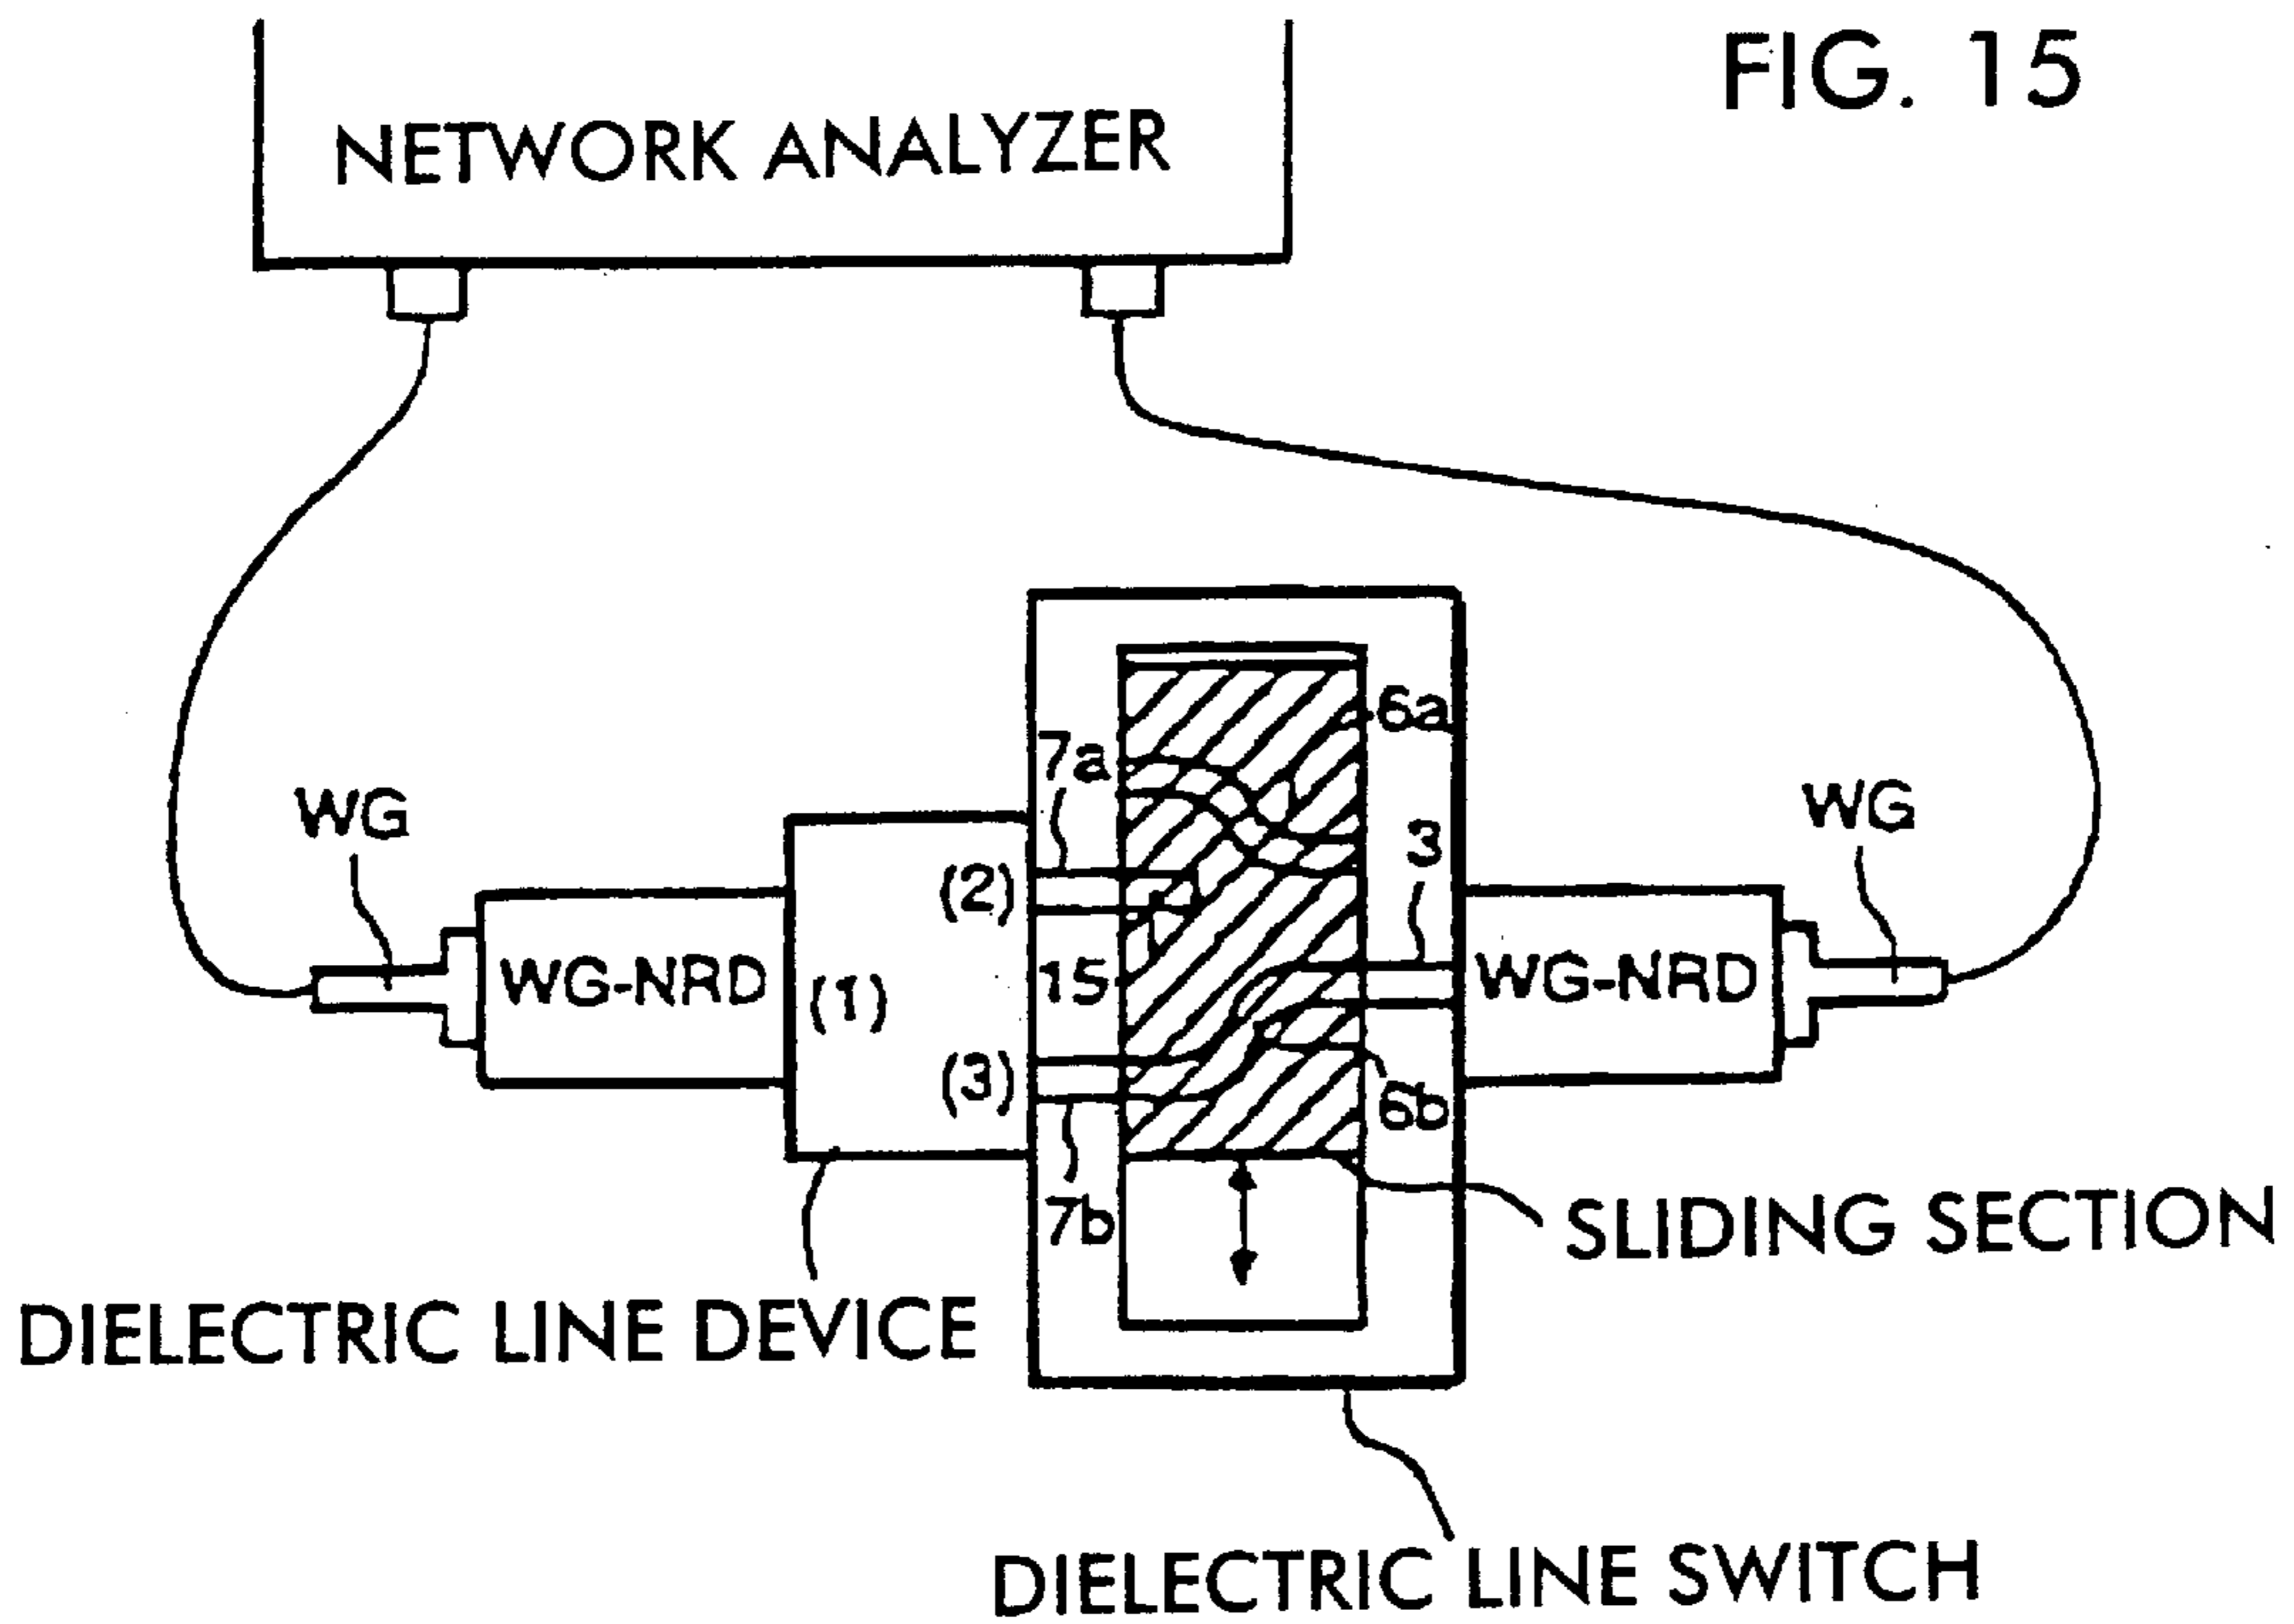 FIG. 15
NETWORK ANALYZER
6a
7a
WG
WG
3
(2)
WG-NRD
(1)
15
WG-NRD
(3)
6b
7b
SLIDING SECTION
DIELECTRIC LINE DEVICE
DIELECTRIC LINE SWITCH